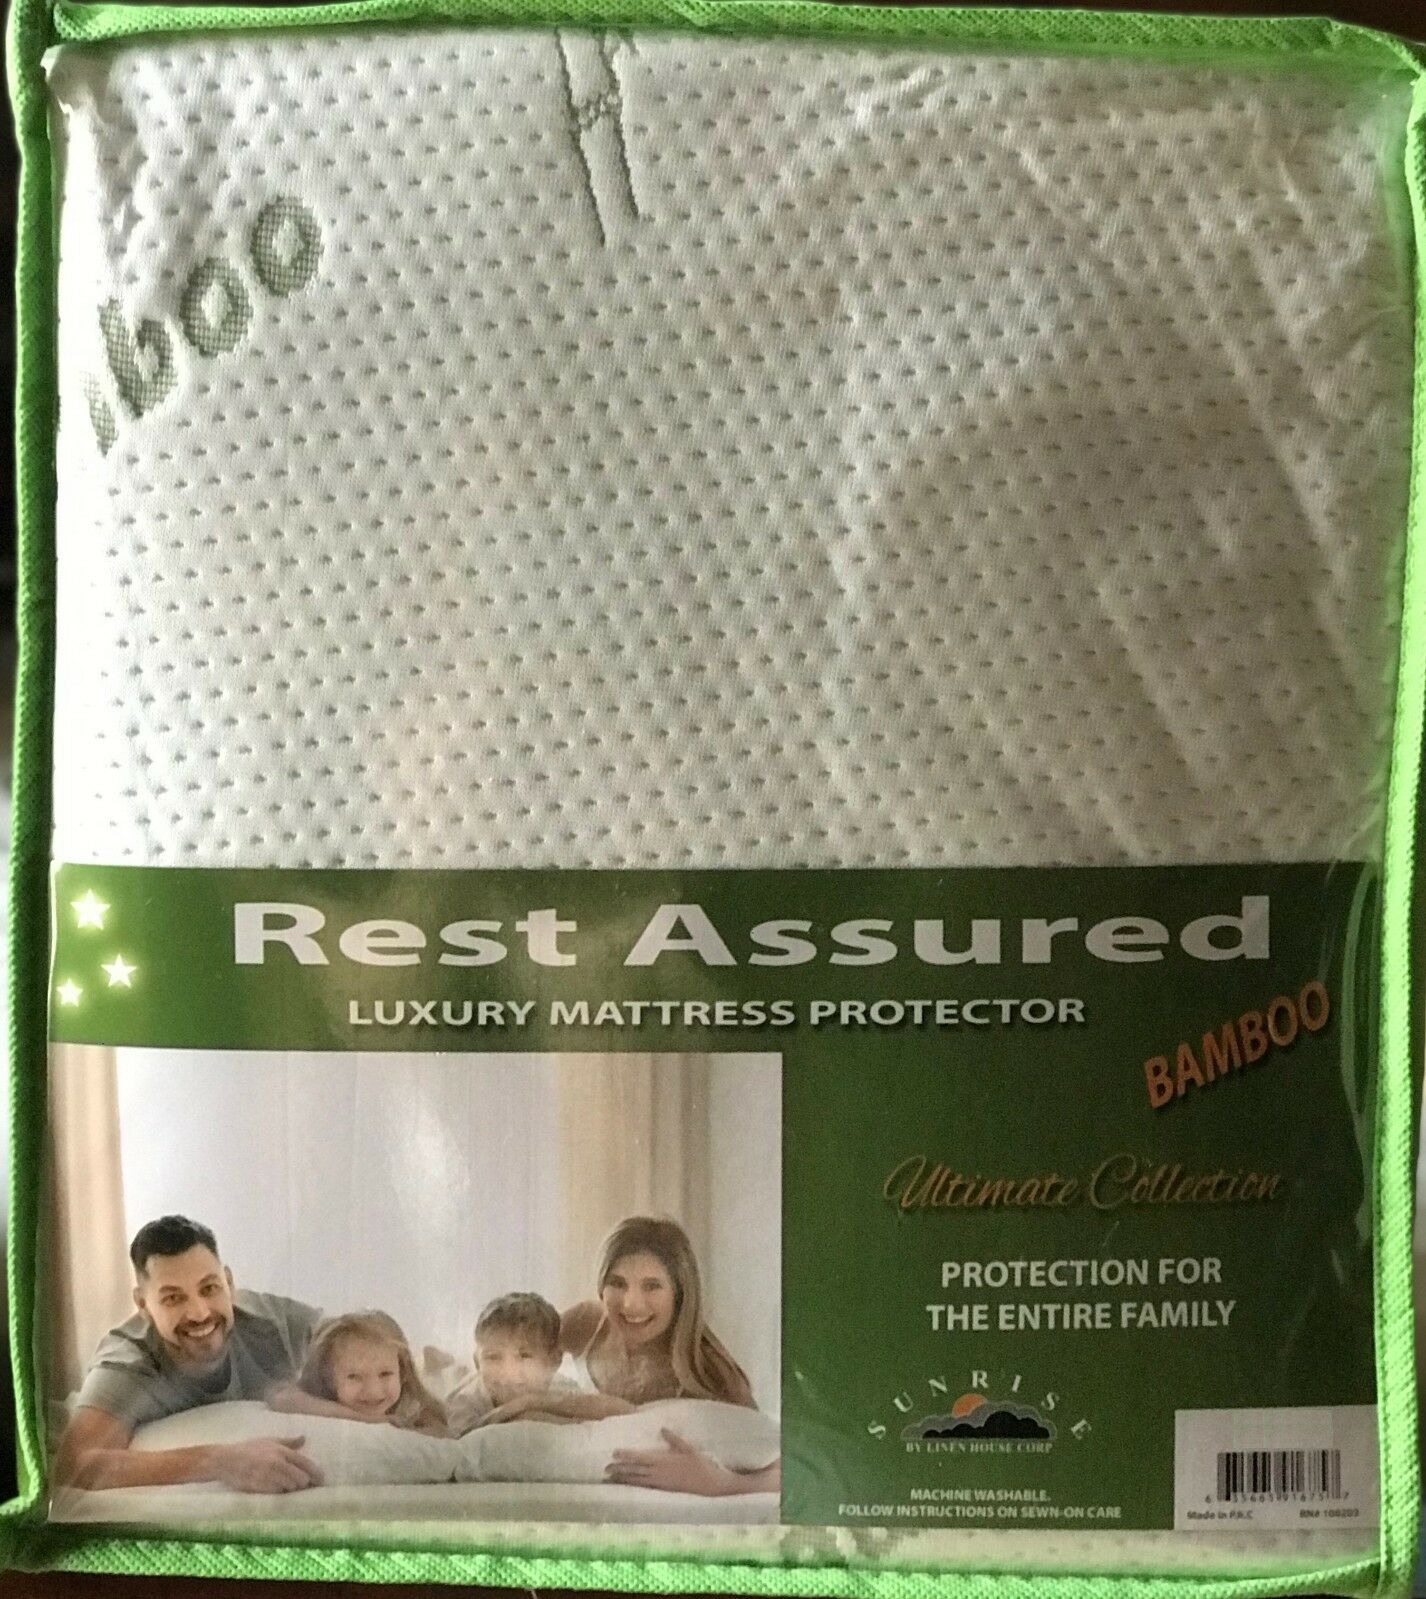 boo
Rest Assured
LUXURY MATTRESS PROTECTOR
BAMBOO
Ultimate Collection
PROTECTION FOR
THE ENTIRE FAMILY
SUNRISE
BY LINEN HOUSE CORP
MACHINE WASHABLE.
FOLLOW INSTRUCTIONS ON SEWN-ON CARE
Made in P.R.C